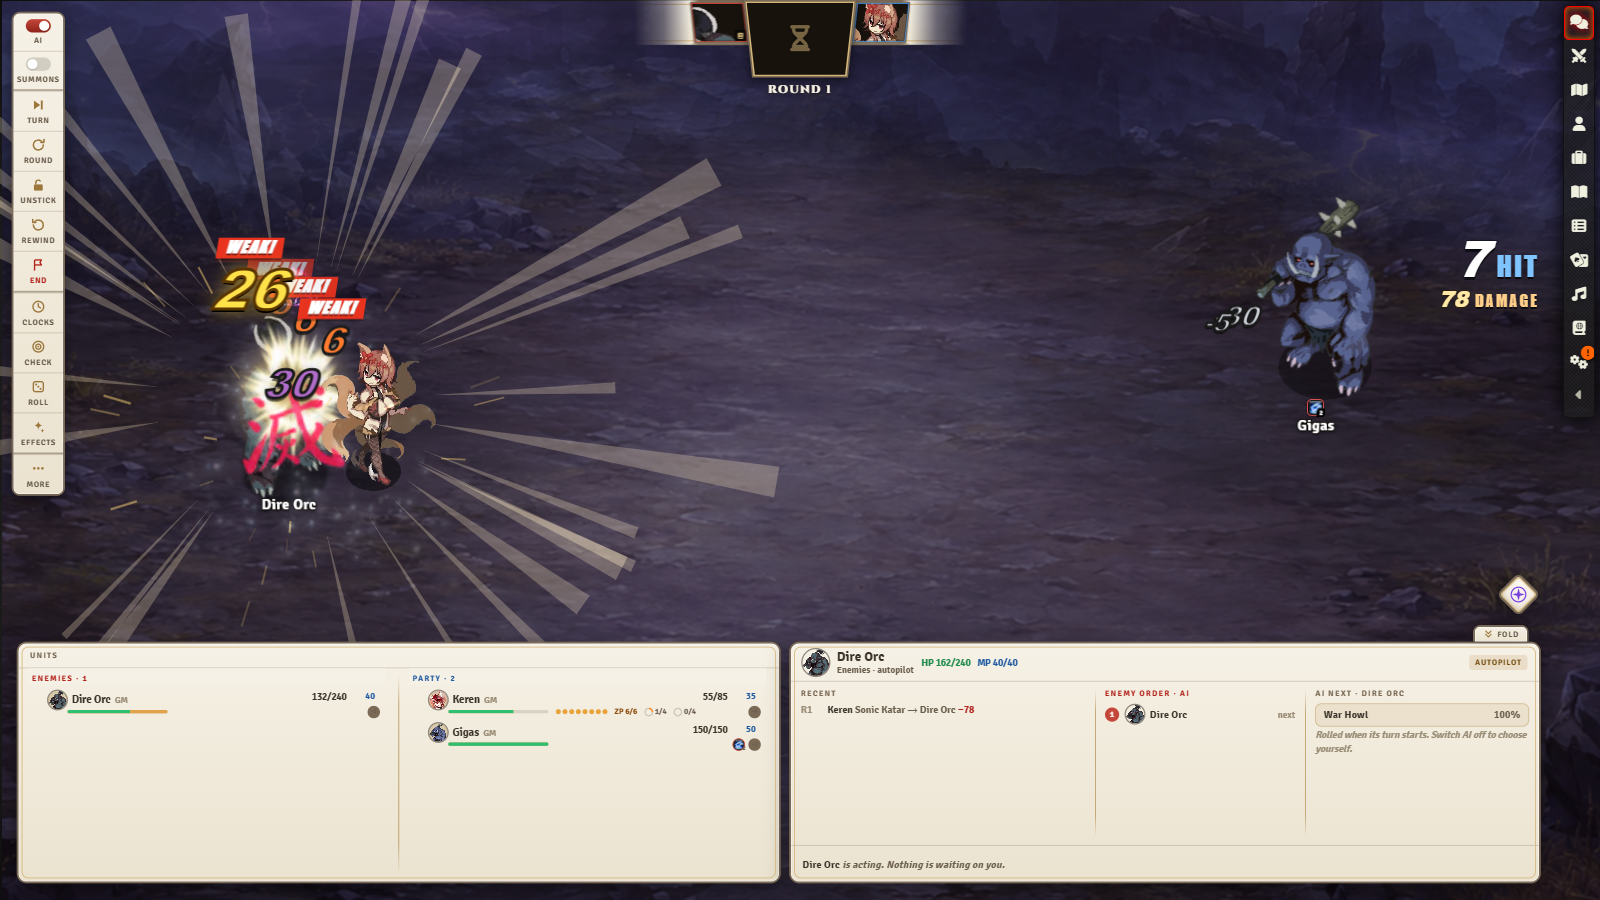 AI
SUMMONS
TURN
ROUND
UNSTICK
REWIND
END
CLOCKS
CHECK
ROLL
EFFECTS
MORE
ROUND 1
WEAK!
WEAK!
WEAK!
WEAK!
26
6
6
30
滅
Dire Orc
7 HIT
78 DAMAGE
-530
2
Gigas
FOLD
UNITS
ENEMIES · 1
Dire Orc GM
132/240
40
PARTY · 2
Keren GM
55/85
35
ZP 6/6
1/4
0/4
Gigas GM
150/150
50
Dire Orc
Enemies · autopilot
HP 162/240 MP 40/40
AUTOPILOT
RECENT
R1 Keren Sonic Katar → Dire Orc −78
ENEMY ORDER · AI
1 Dire Orc next
AI NEXT · DIRE ORC
War Howl 100%
Rolled when its turn starts. Switch AI off to choose
yourself.
Dire Orc is acting. Nothing is waiting on you.